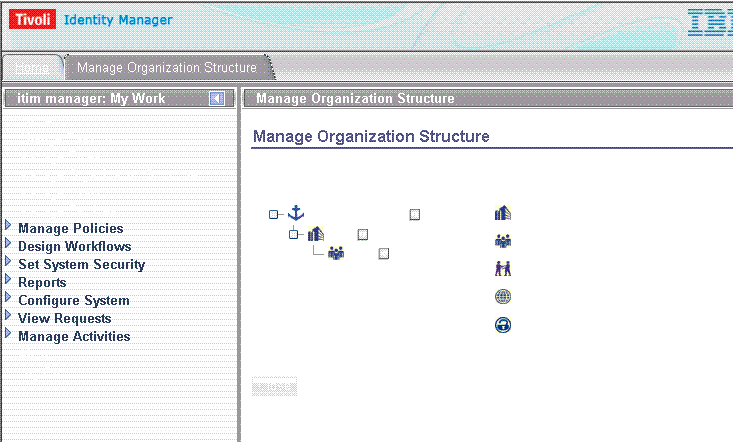 Tivoli Identity Manager IBM
Home Manage Organization Structure
itim manager: My Work
Manage Organization Structure
Manage Organization Structure
Manage Policies
Design Workflows
Set System Security
Reports
Configure System
View Requests
Manage Activities